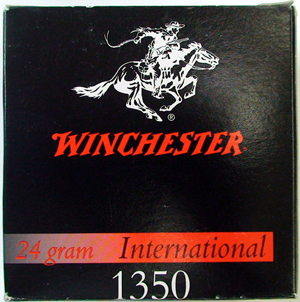 ®
WINCHESTER
24 gram International
1350